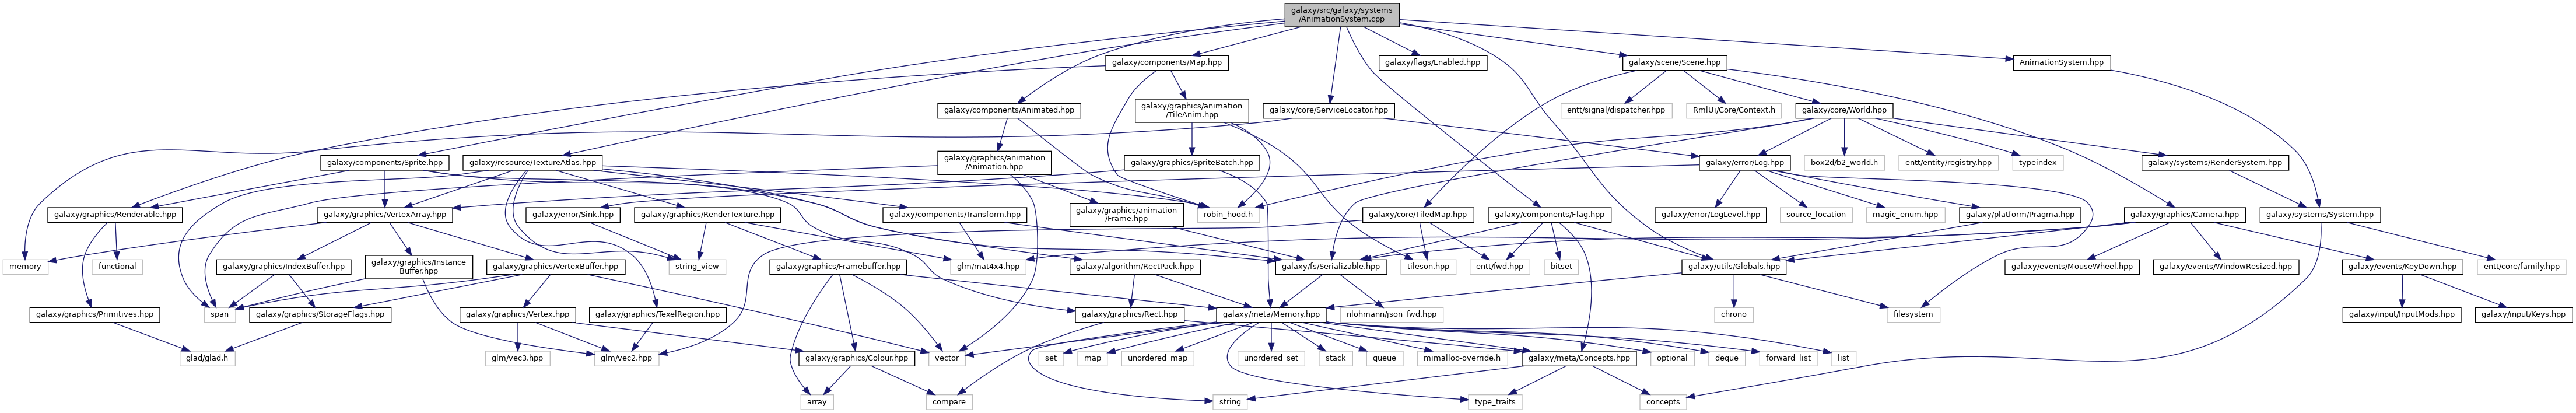 galaxy/src/galaxy/systems
/AnimationSystem.cpp
galaxy/components/Map.hpp
galaxy/flags/Enabled.hpp
galaxy/scene/Scene.hpp
AnimationSystem.hpp
galaxy/components/Animated.hpp
galaxy/graphics/animation
/TileAnim.hpp
galaxy/core/ServiceLocator.hpp
entt/signal/dispatcher.hpp
RmlUi/Core/Context.h
galaxy/core/World.hpp
galaxy/components/Sprite.hpp
galaxy/resource/TextureAtlas.hpp
galaxy/graphics/animation
/Animation.hpp
galaxy/graphics/SpriteBatch.hpp
galaxy/error/Log.hpp
box2d/b2_world.h
entt/entity/registry.hpp
typeindex
galaxy/systems/RenderSystem.hpp
galaxy/graphics/Renderable.hpp
galaxy/graphics/VertexArray.hpp
galaxy/error/Sink.hpp
galaxy/graphics/RenderTexture.hpp
galaxy/components/Transform.hpp
galaxy/graphics/animation
/Frame.hpp
robin_hood.h
galaxy/core/TiledMap.hpp
galaxy/components/Flag.hpp
galaxy/error/LogLevel.hpp
source_location
magic_enum.hpp
galaxy/platform/Pragma.hpp
galaxy/graphics/Camera.hpp
galaxy/systems/System.hpp
memory
functional
galaxy/graphics/IndexBuffer.hpp
galaxy/graphics/Instance
Buffer.hpp
galaxy/graphics/VertexBuffer.hpp
string_view
galaxy/graphics/Framebuffer.hpp
glm/mat4x4.hpp
galaxy/algorithm/RectPack.hpp
galaxy/fs/Serializable.hpp
tileson.hpp
entt/fwd.hpp
bitset
galaxy/utils/Globals.hpp
galaxy/events/MouseWheel.hpp
galaxy/events/WindowResized.hpp
galaxy/events/KeyDown.hpp
entt/core/family.hpp
galaxy/graphics/Primitives.hpp
span
galaxy/graphics/StorageFlags.hpp
galaxy/graphics/Vertex.hpp
galaxy/graphics/TexelRegion.hpp
galaxy/graphics/Rect.hpp
galaxy/meta/Memory.hpp
nlohmann/json_fwd.hpp
chrono
filesystem
galaxy/input/InputMods.hpp
galaxy/input/Keys.hpp
glad/glad.h
glm/vec3.hpp
glm/vec2.hpp
galaxy/graphics/Colour.hpp
vector
set
map
unordered_map
unordered_set
stack
queue
mimalloc-override.h
galaxy/meta/Concepts.hpp
optional
deque
forward_list
list
array
compare
string
type_traits
concepts